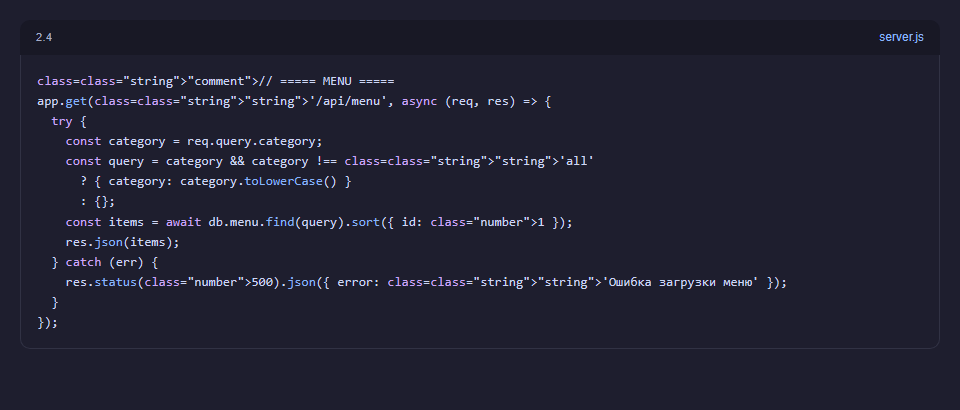 2.4
server.js
class=class="string">"comment">// ===== MENU =====
app.get(class=class="string">"string">'/api/menu', async (req, res) => {
  try {
    const category = req.query.category;
    const query = category && category !== class=class="string">"string">'all'
      ? { category: category.toLowerCase() }
      : {};
    const items = await db.menu.find(query).sort({ id: class="number">1 });
    res.json(items);
  } catch (err) {
    res.status(class="number">500).json({ error: class=class="string">"string">'Ошибка загрузки меню' });
  }
});